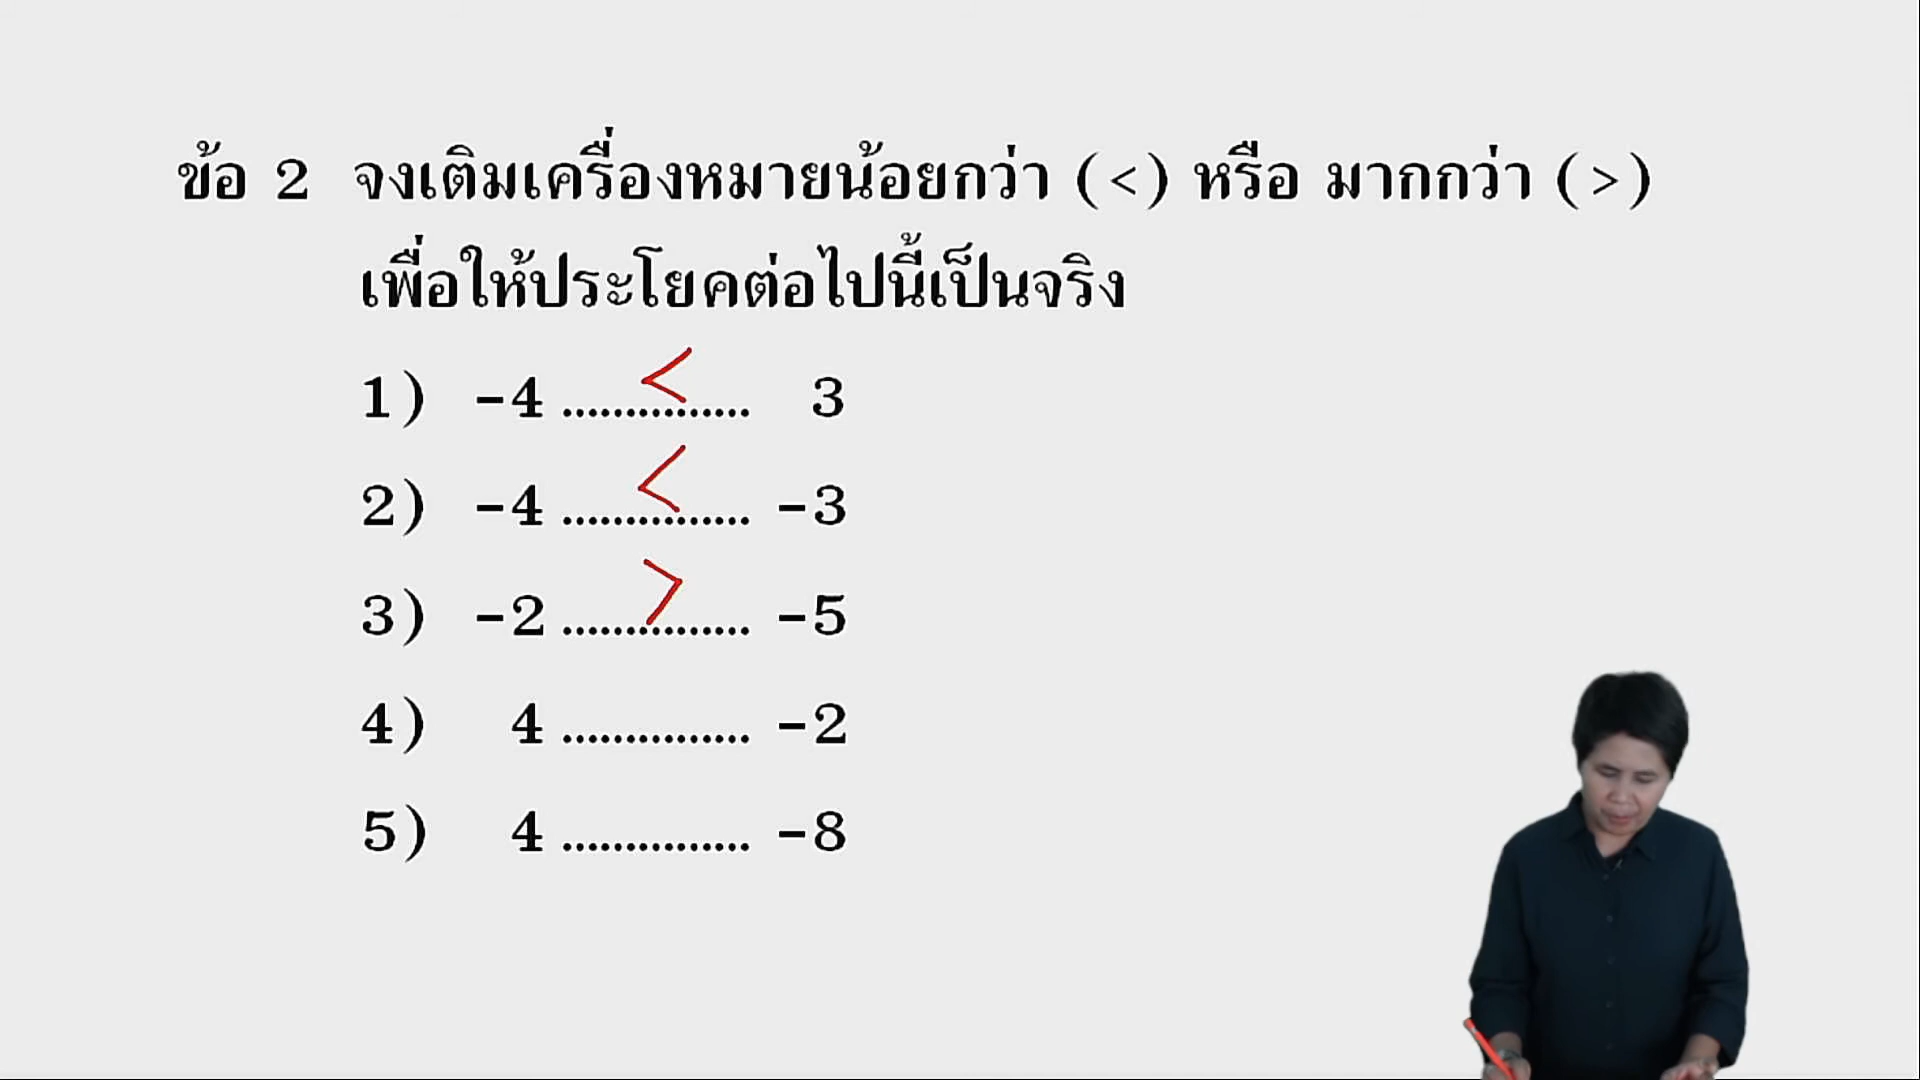 ข้อ 2 จงเติมเครื่องหมายน้อยกว่า (<) หรือ มากกว่า (>)
เพื่อให้ประโยคต่อไปนี้เป็นจริง
1) -4 .......<........ 3
2) -4 .......<........ -3
3) -2 .......>........ -5
4) 4 ............... -2
5) 4 ............... -8